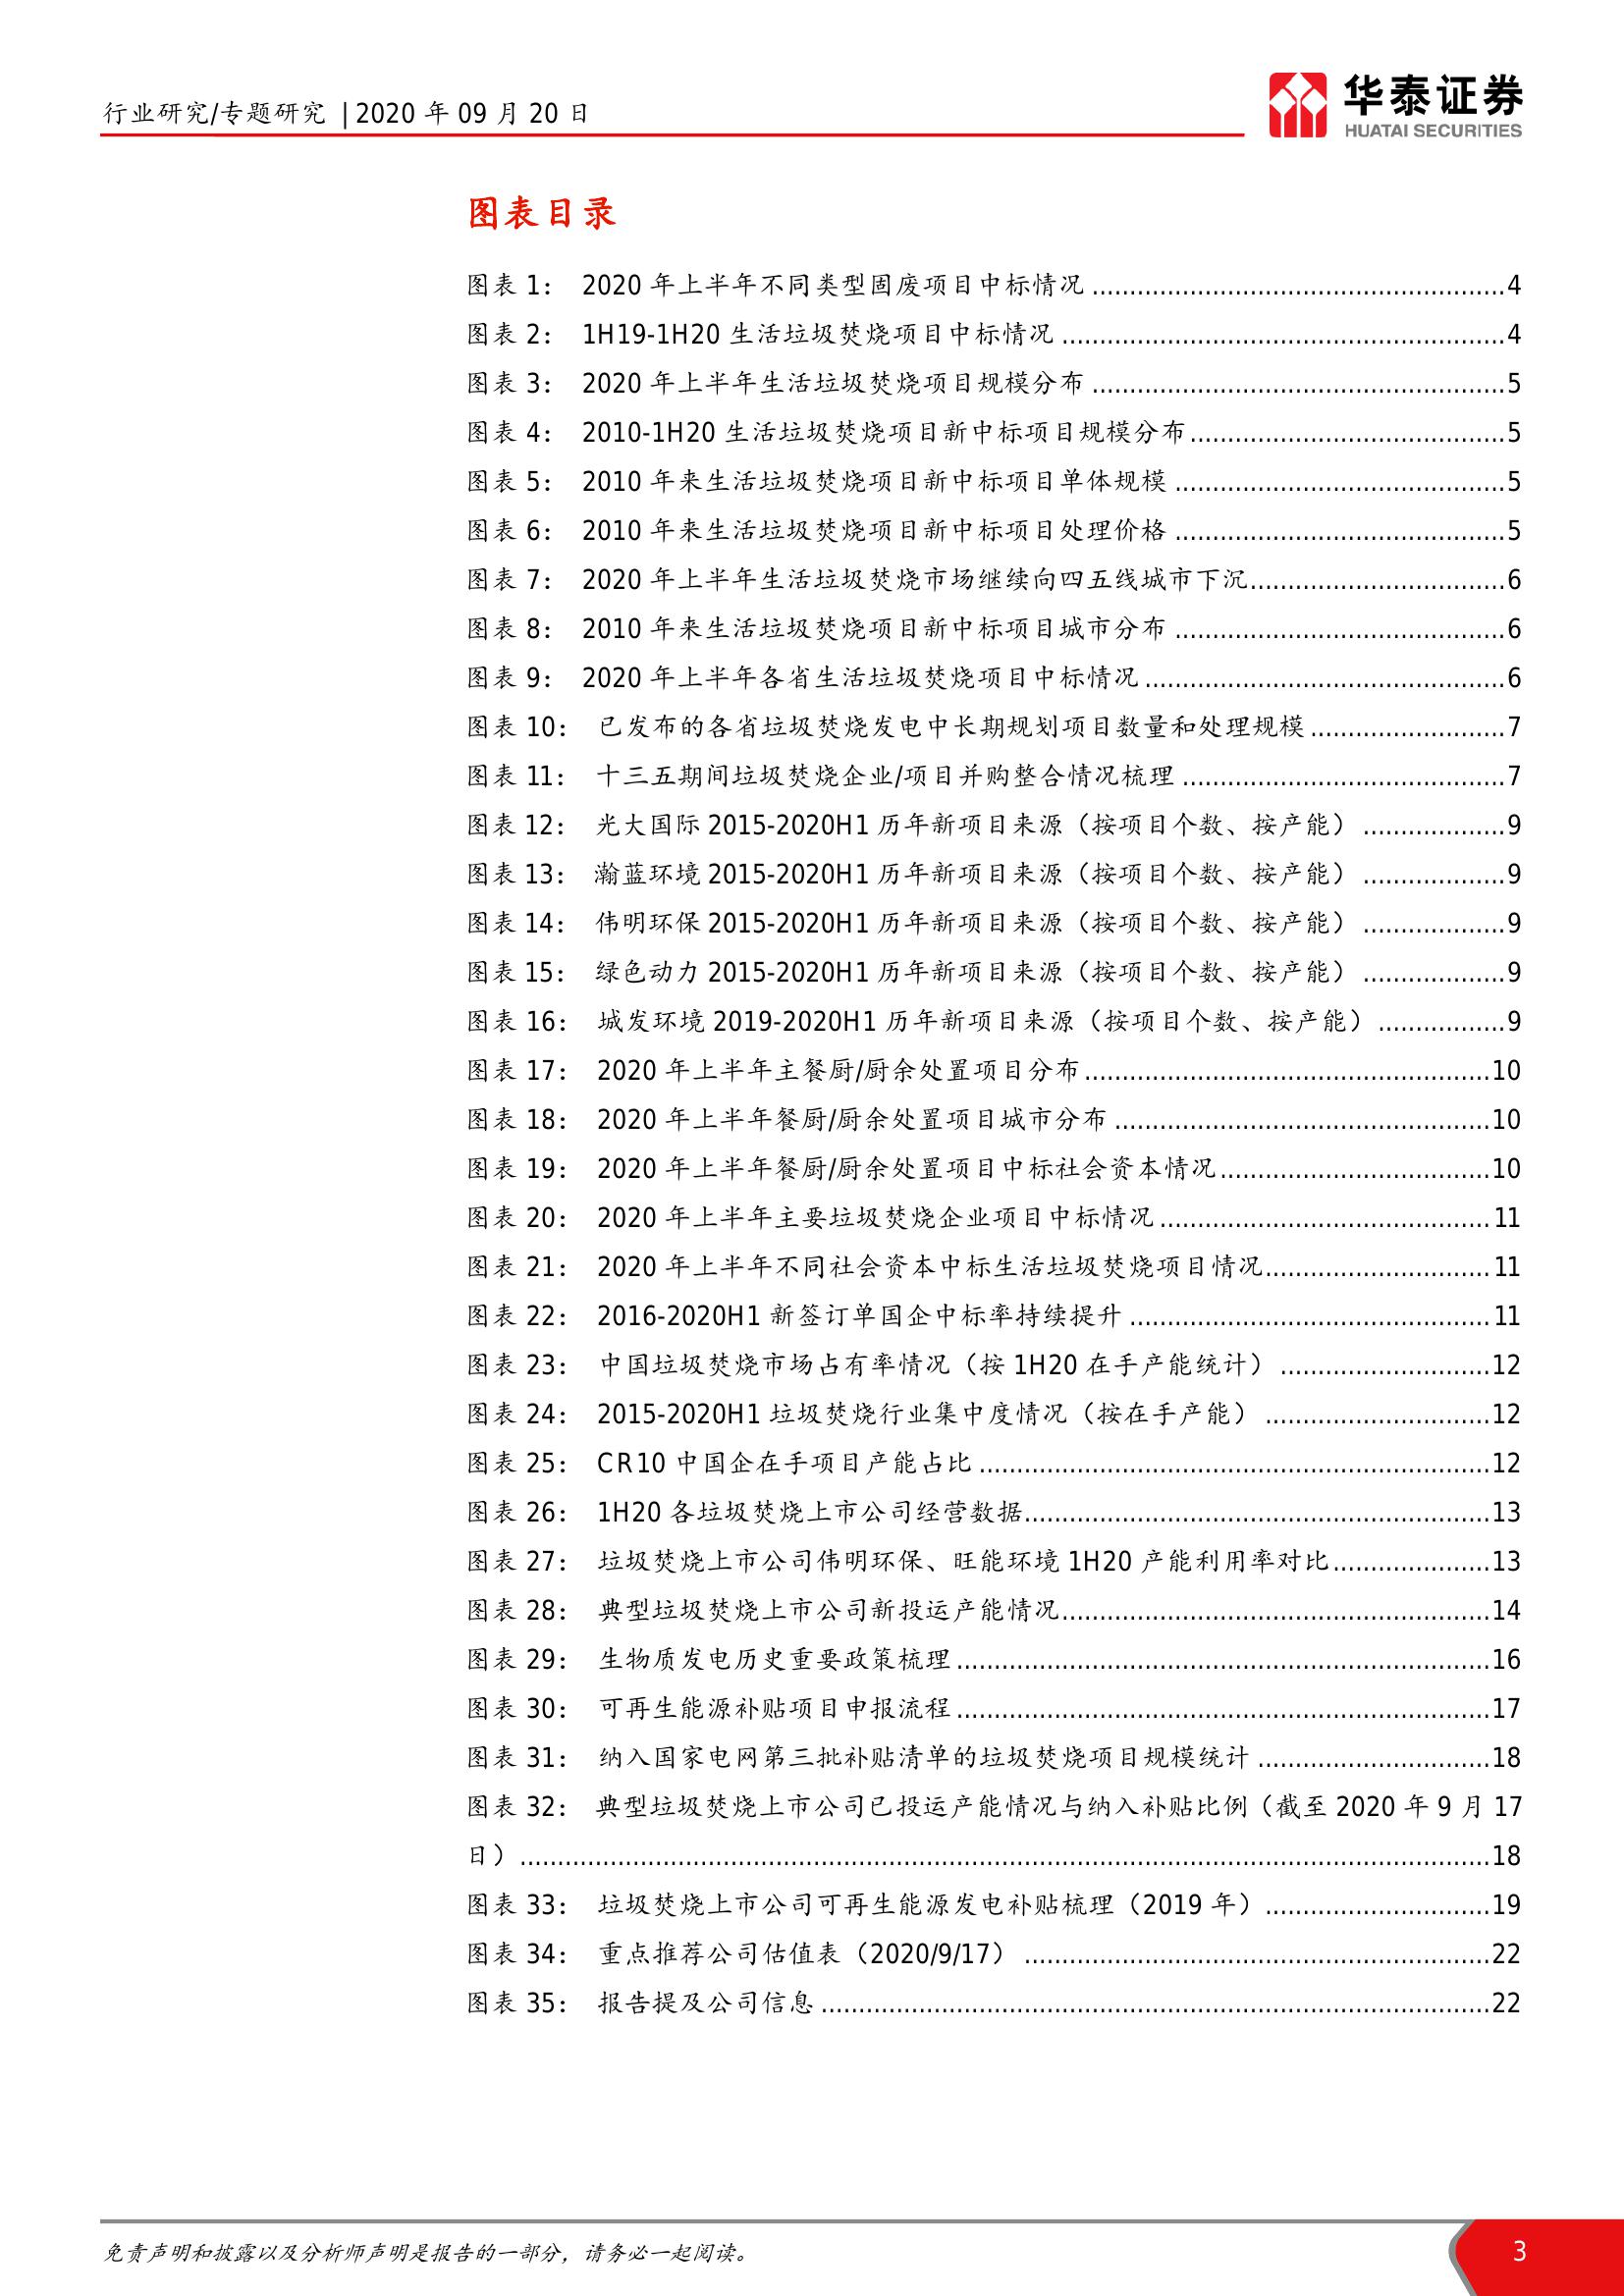 行业研究/专题研究 | 2020 年 09 月 20 日
华泰证券
HUATAI SECURITIES
图表目录
图表 1： 2020 年上半年不同类型固废项目中标情况 .......................................................4
图表 2： 1H19-1H20 生活垃圾焚烧项目中标情况 ...........................................................4
图表 3： 2020 年上半年生活垃圾焚烧项目规模分布 .......................................................5
图表 4： 2010-1H20 生活垃圾焚烧项目新中标项目规模分布..........................................5
图表 5： 2010 年来生活垃圾焚烧项目新中标项目单体规模 ............................................5
图表 6： 2010 年来生活垃圾焚烧项目新中标项目处理价格 ............................................5
图表 7： 2020 年上半年生活垃圾焚烧市场继续向四五线城市下沉..................................6
图表 8： 2010 年来生活垃圾焚烧项目新中标项目城市分布 ............................................6
图表 9： 2020 年上半年各省生活垃圾焚烧项目中标情况 ................................................6
图表 10： 已发布的各省垃圾焚烧发电中长期规划项目数量和处理规模 ..........................7
图表 11： 十三五期间垃圾焚烧企业/项目并购整合情况梳理 ...........................................7
图表 12： 光大国际 2015-2020H1 历年新项目来源（按项目个数、按产能） ...................9
图表 13： 瀚蓝环境 2015-2020H1 历年新项目来源（按项目个数、按产能） ...................9
图表 14： 伟明环保 2015-2020H1 历年新项目来源（按项目个数、按产能） ...................9
图表 15： 绿色动力 2015-2020H1 历年新项目来源（按项目个数、按产能） ...................9
图表 16： 城发环境 2019-2020H1 历年新项目来源（按项目个数、按产能） .................9
图表 17： 2020 年上半年主餐厨/厨余处置项目分布......................................................10
图表 18： 2020 年上半年餐厨/厨余处置项目城市分布 ..................................................10
图表 19： 2020 年上半年餐厨/厨余处置项目中标社会资本情况....................................10
图表 20： 2020 年上半年主要垃圾焚烧企业项目中标情况 ............................................11
图表 21： 2020 年上半年不同社会资本中标生活垃圾焚烧项目情况..............................11
图表 22： 2016-2020H1 新签订单国企中标率持续提升 ................................................11
图表 23： 中国垃圾焚烧市场占有率情况（按 1H20 在手产能统计） ............................12
图表 24： 2015-2020H1 垃圾焚烧行业集中度情况（按在手产能） ..............................12
图表 25： CR10 中国企在手项目产能占比 ....................................................................12
图表 26： 1H20 各垃圾焚烧上市公司经营数据..............................................................13
图表 27： 垃圾焚烧上市公司伟明环保、旺能环境 1H20 产能利用率对比.....................13
图表 28： 典型垃圾焚烧上市公司新投运产能情况.........................................................14
图表 29： 生物质发电历史重要政策梳理 .......................................................................16
图表 30： 可再生能源补贴项目申报流程 .......................................................................17
图表 31： 纳入国家电网第三批补贴清单的垃圾焚烧项目规模统计 ...............................18
图表 32： 典型垃圾焚烧上市公司已投运产能情况与纳入补贴比例（截至 2020 年 9 月 17
日） .................................................................................................................................18
图表 33： 垃圾焚烧上市公司可再生能源发电补贴梳理（2019 年）..............................19
图表 34： 重点推荐公司估值表（2020/9/17） ..............................................................22
图表 35： 报告提及公司信息 .........................................................................................22
免责声明和披露以及分析师声明是报告的一部分，请务必一起阅读。
3